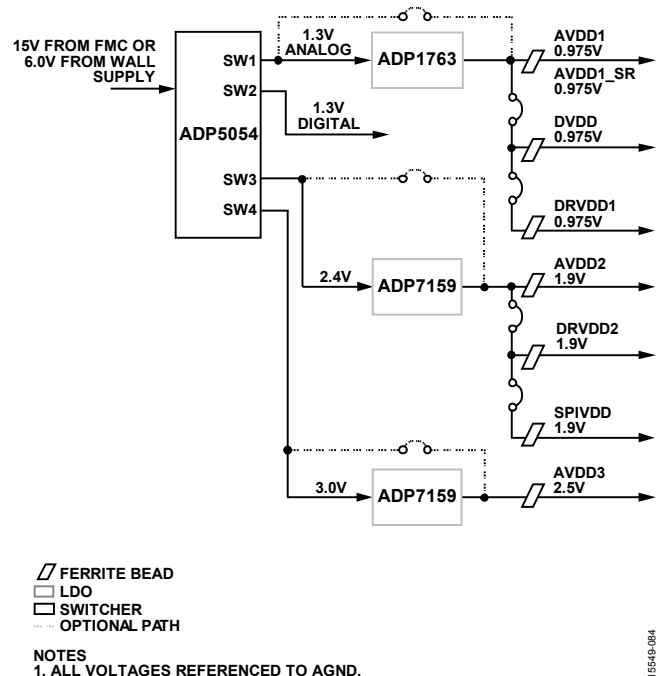 15V FROM FMC OR
6.0V FROM WALL
SUPPLY
ADP5054
SW1
SW2
SW3
SW4
1.3V
ANALOG
ADP1763
1.3V
DIGITAL
AVDD1
0.975V
AVDD1_SR
0.975V
DVDD
0.975V
DRVDD1
0.975V
2.4V
ADP7159
AVDD2
1.9V
DRVDD2
1.9V
SPIVDD
1.9V
3.0V
ADP7159
AVDD3
2.5V
FERRITE BEAD
LDO
SWITCHER
OPTIONAL PATH
NOTES
1. ALL VOLTAGES REFERENCED TO AGND.
15549-084